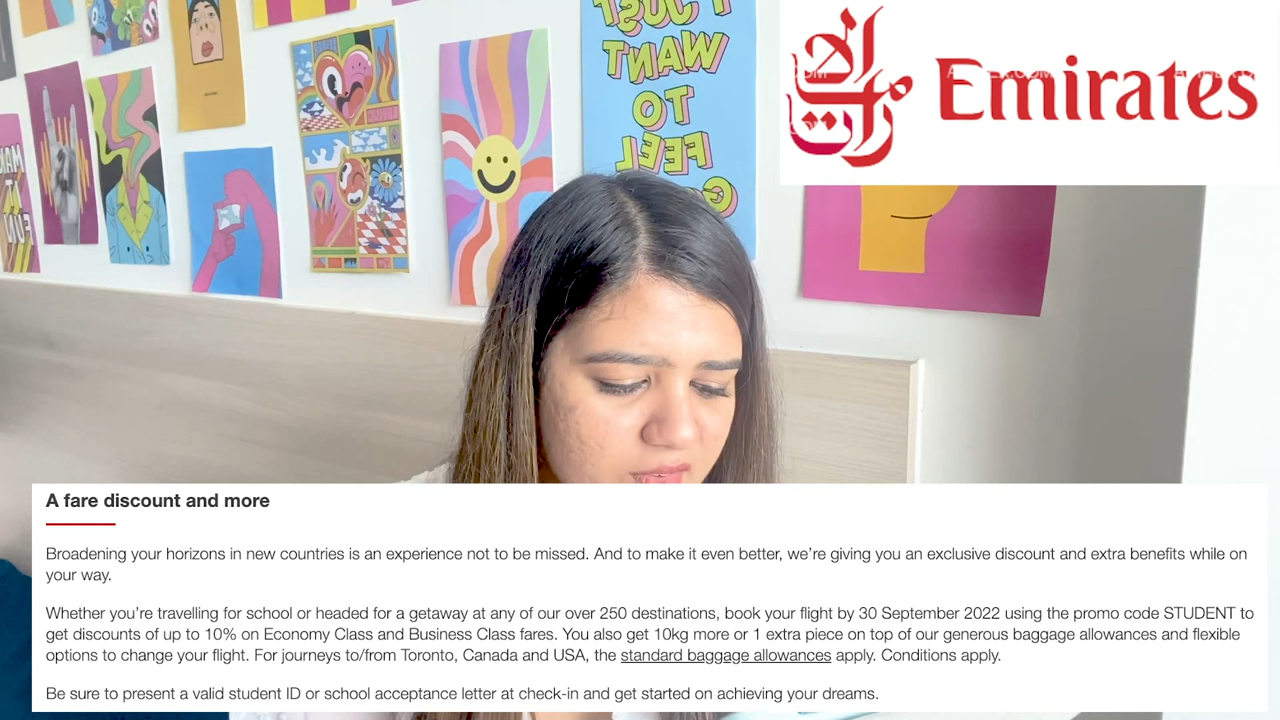 I JUST
WANT
TO
FEEL
Emirates
A fare discount and more
Broadening your horizons in new countries is an experience not to be missed. And to make it even better, we’re giving you an exclusive discount and extra benefits while on
your way.
Whether you’re travelling for school or headed for a getaway at any of our over 250 destinations, book your flight by 30 September 2022 using the promo code STUDENT to
get discounts of up to 10% on Economy Class and Business Class fares. You also get 10kg more or 1 extra piece on top of our generous baggage allowances and flexible
options to change your flight. For journeys to/from Toronto, Canada and USA, the standard baggage allowances apply. Conditions apply.
Be sure to present a valid student ID or school acceptance letter at check-in and get started on achieving your dreams.